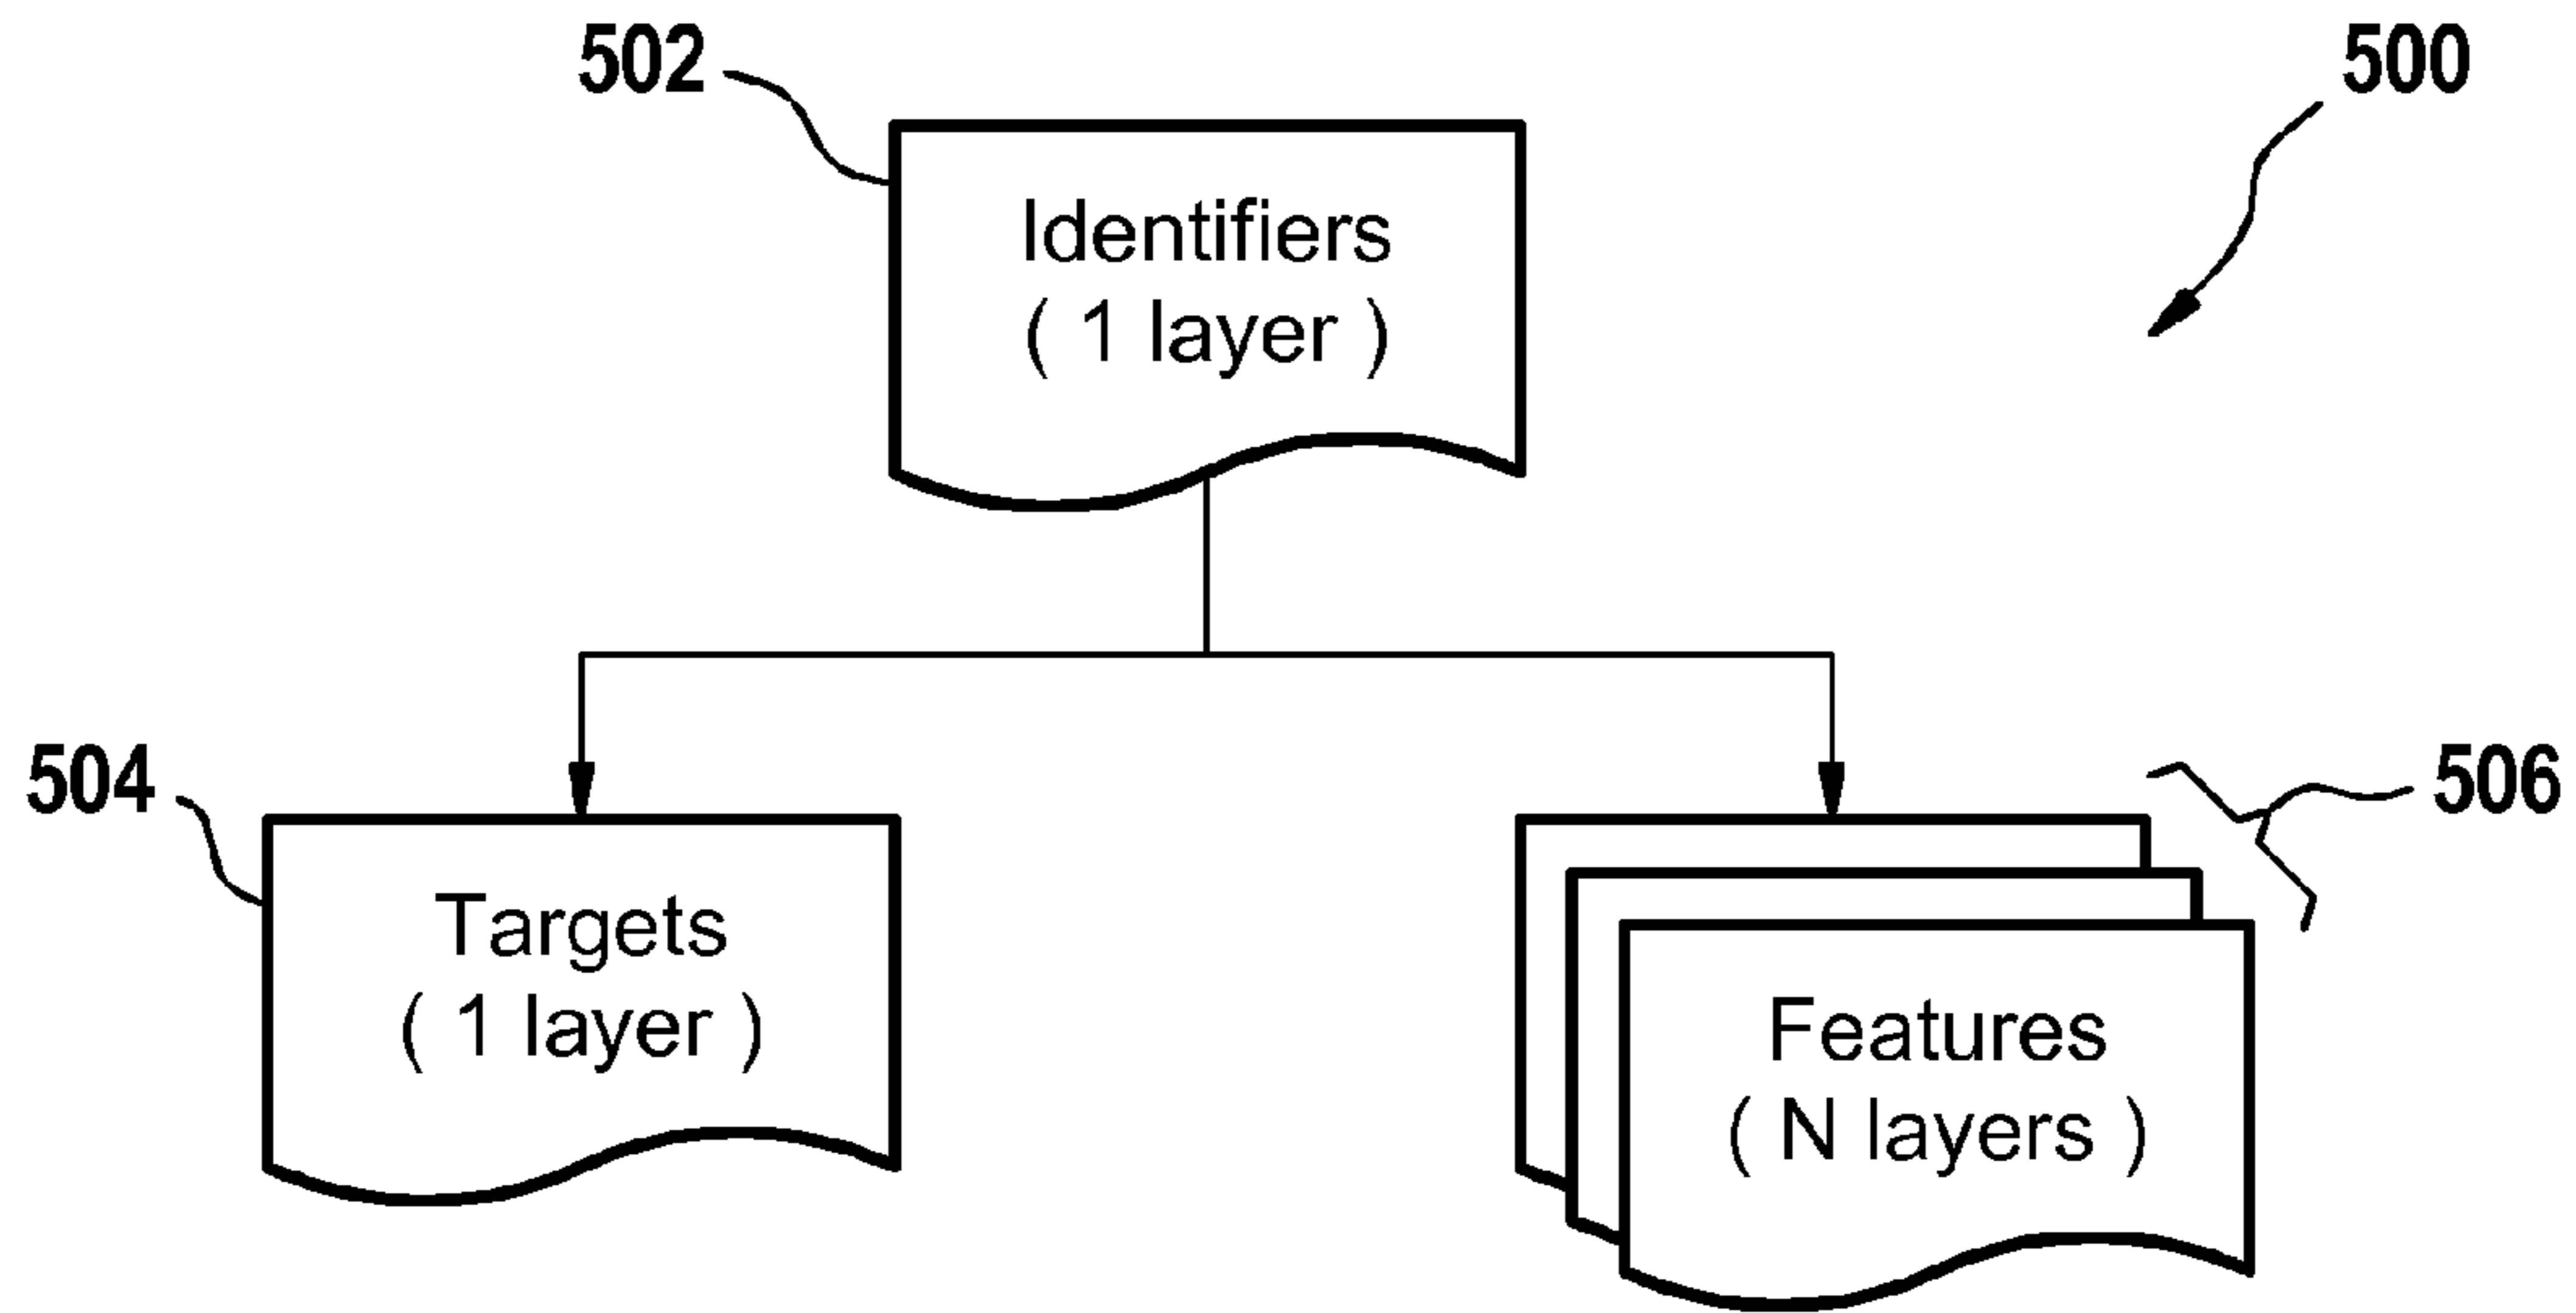 502
500
Identifiers
( 1 layer )
504
506
Targets
( 1 layer )
Features
( N layers )